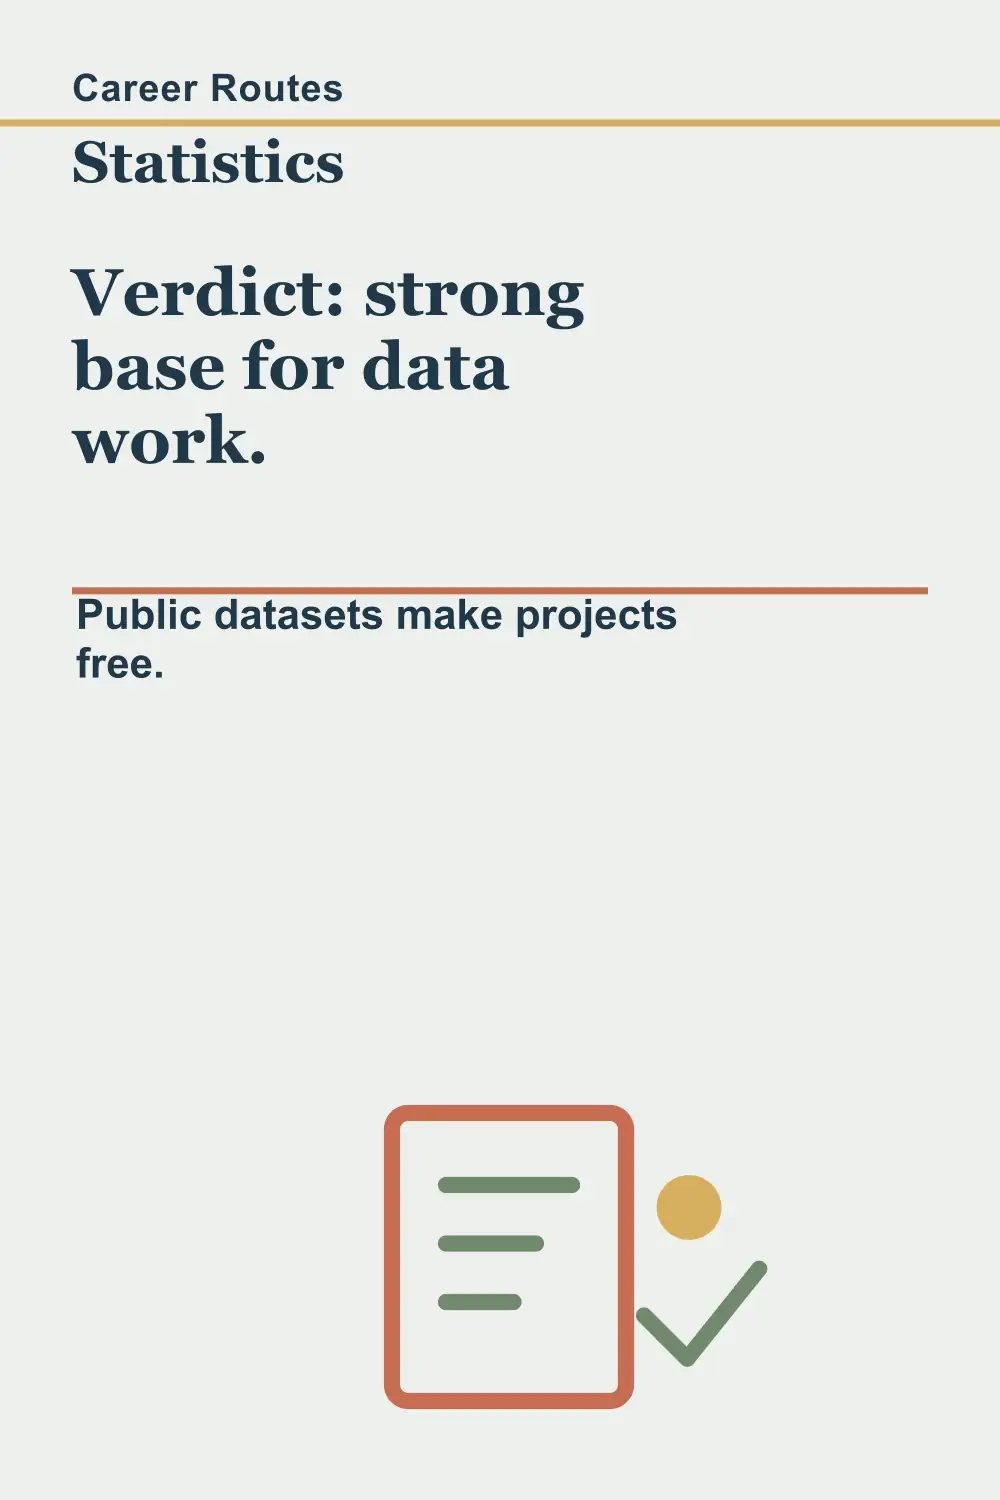 Career Routes
Statistics
Verdict: strong
base for data
work.
Public datasets make projects
free.